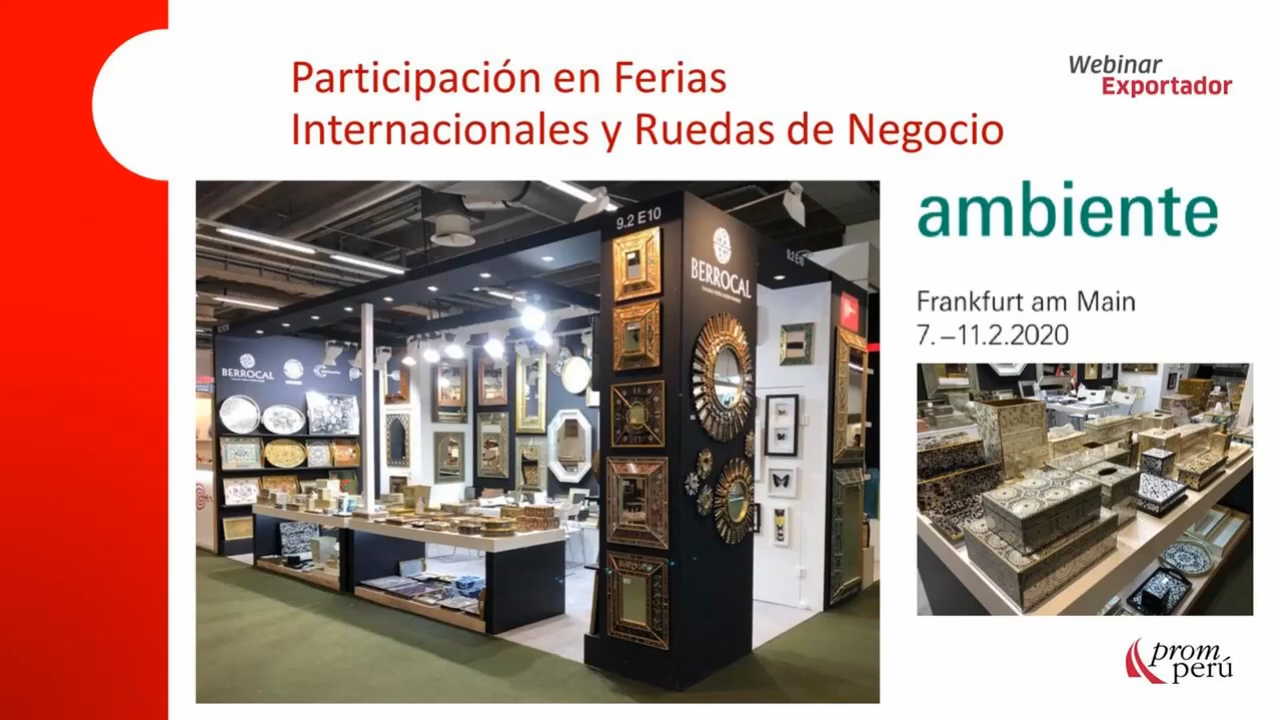 Participación en Ferias
Internacionales y Ruedas de Negocio
Webinar
Exportador
ambiente
Frankfurt am Main
7.–11.2.2020
9.2 E10
BERROCAL
BERROCAL
prom
perú